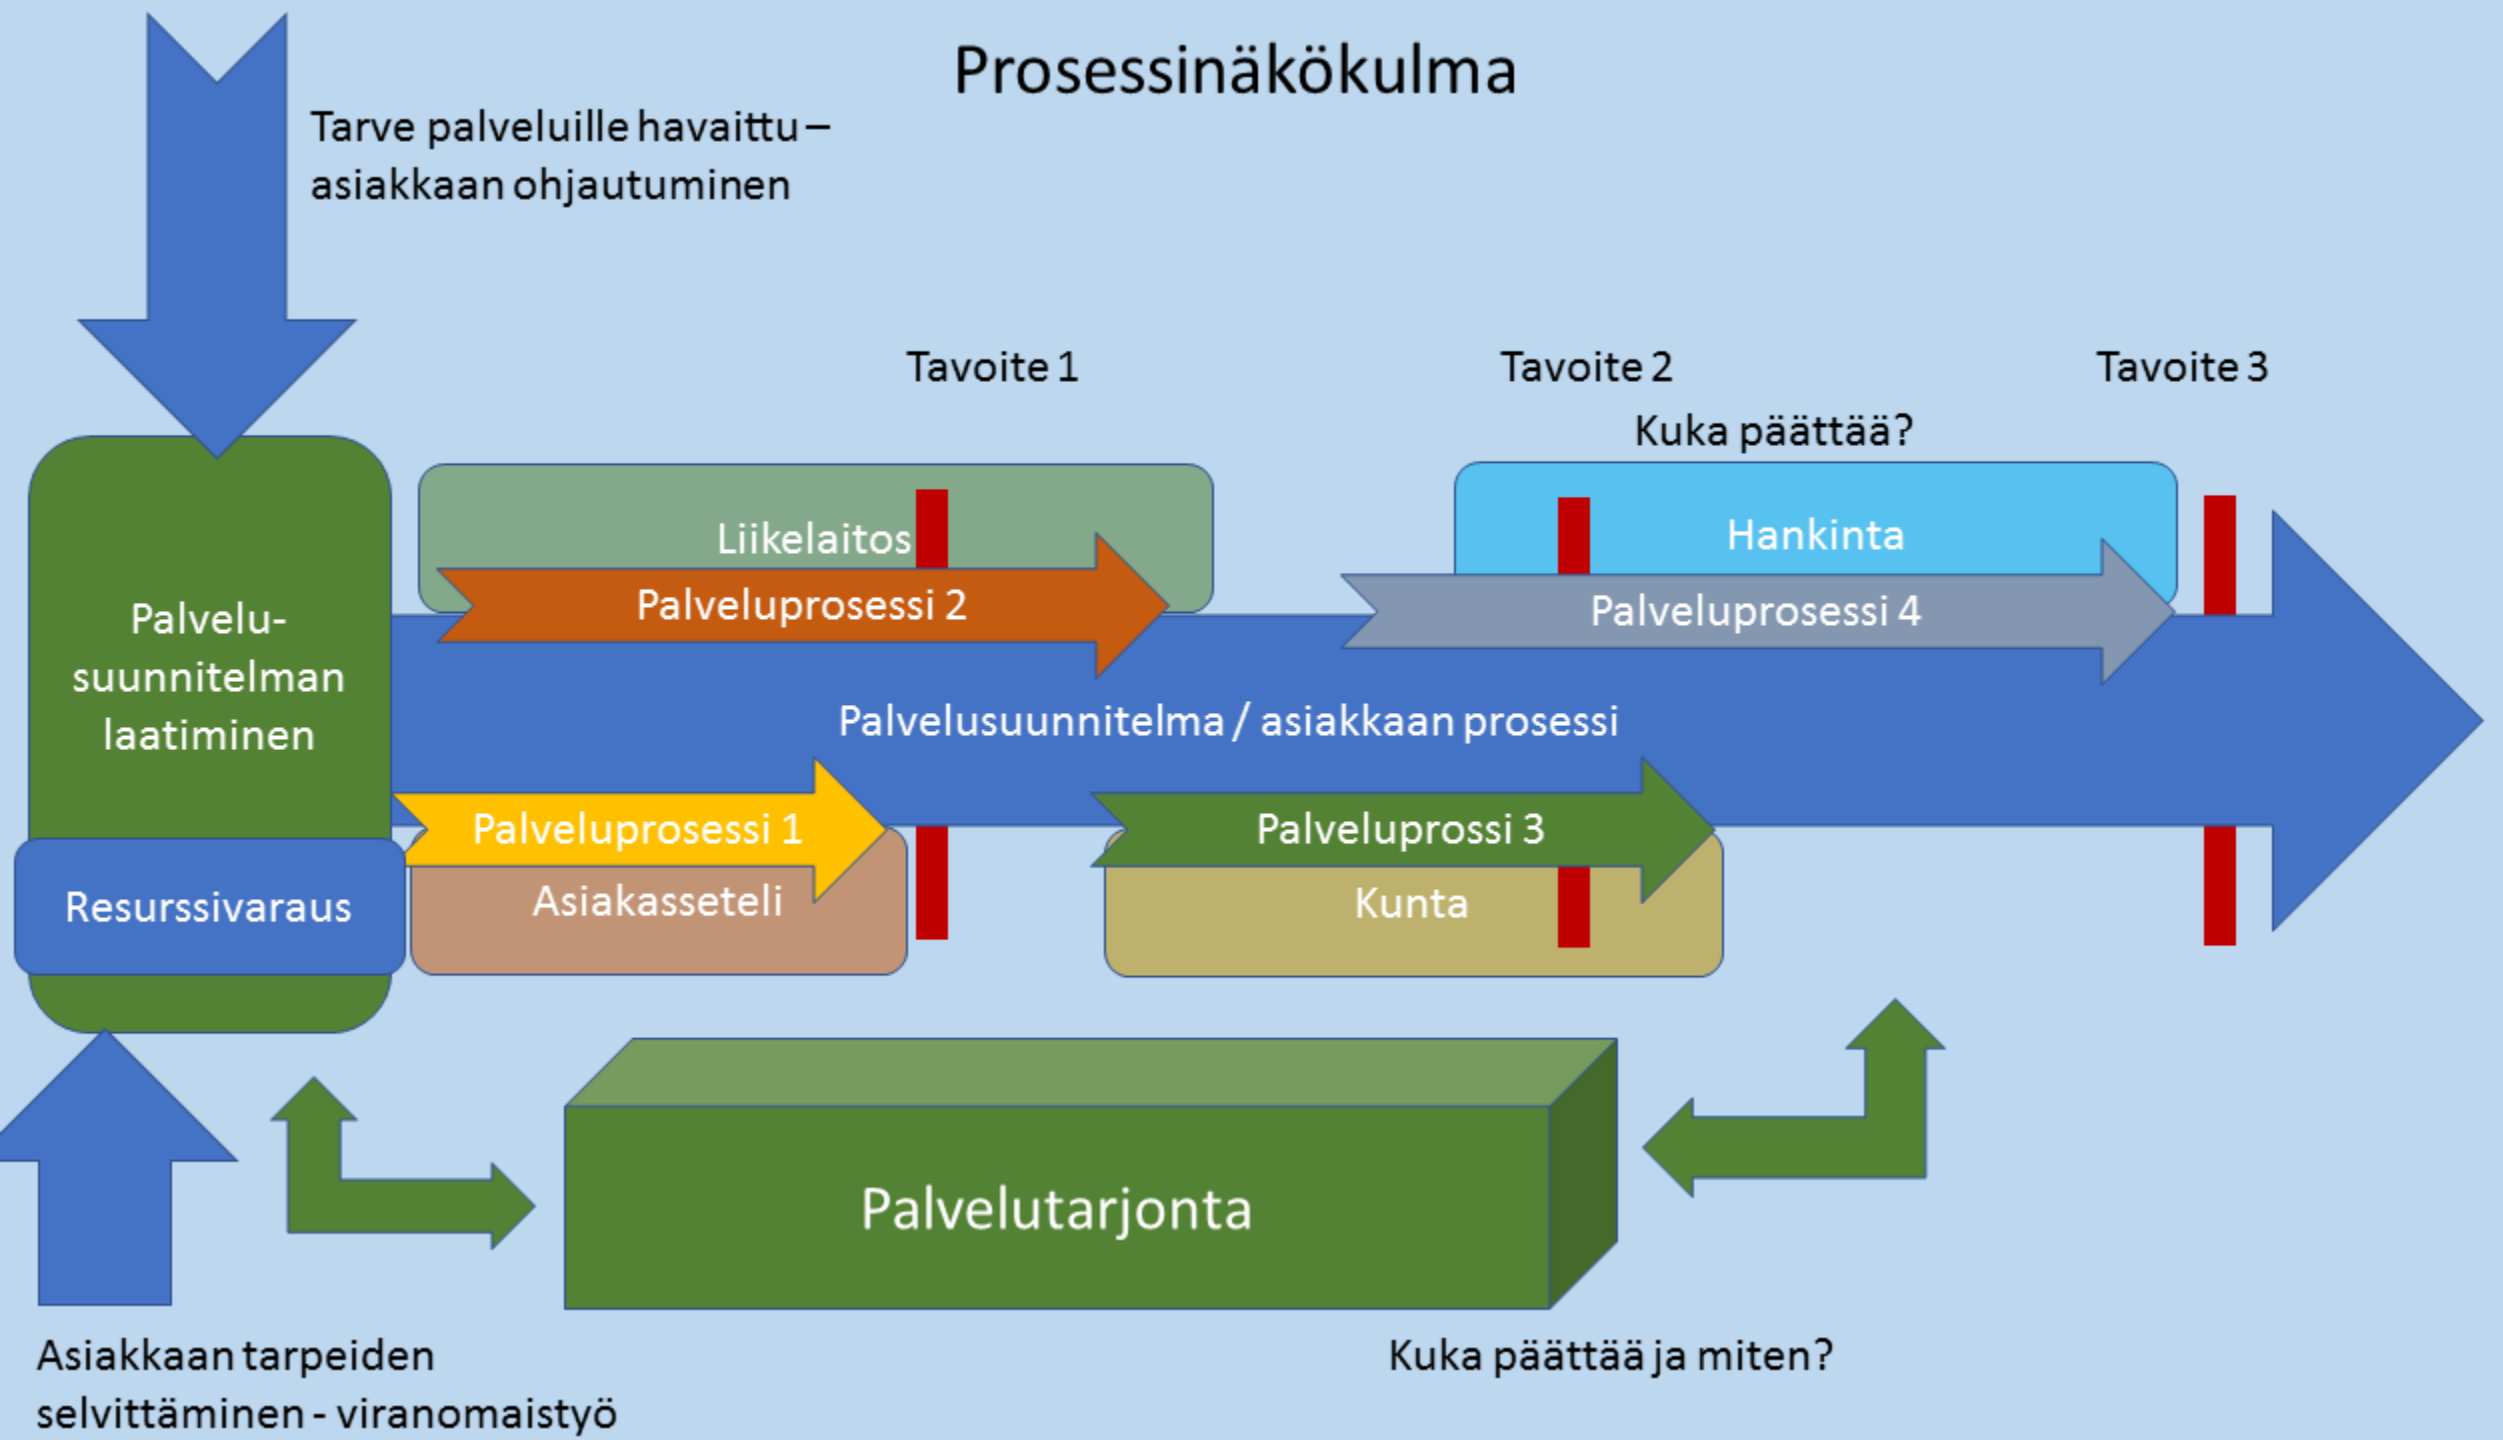 Prosessinäkökulma
Tarve palveluille havaittu –
asiakkaan ohjautuminen
Tavoite 1
Tavoite 2
Tavoite 3
Kuka päättää?
Liikelaitos
Hankinta
Palveluprosessi 2
Palveluprosessi 4
Palvelu-
suunnitelman
laatiminen
Palvelusuunnitelma / asiakkaan prosessi
Palveluprosessi 1
Palveluprossi 3
Resurssivaraus
Asiakasseteli
Kunta
Palvelutarjonta
Asiakkaan tarpeiden
selvittäminen - viranomaistyö
Kuka päättää ja miten?